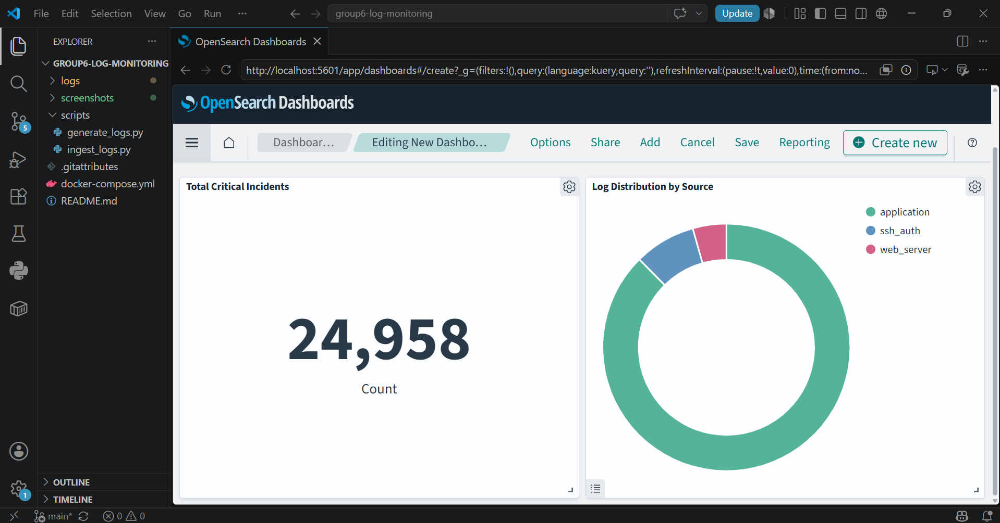 File Edit Selection View Go Run ··· group6-log-monitoring Update
EXPLORER ···
OpenSearch Dashboards
GROUP6-LOG-MONITORING
logs
screenshots
scripts
generate_logs.py
ingest_logs.py
.gitattributes
docker-compose.yml
README.md
http://localhost:5601/app/dashboards#/create?_g=(filters:!(),query:(language:kuery,query:''),refreshInterval:(pause:!t,value:0),time:(from:no...
OpenSearch Dashboards
Dashboar... Editing New Dashbo... Options Share Add Cancel Save Reporting Create new
Total Critical Incidents
24,958
Count
Log Distribution by Source
application
ssh_auth
web_server
5
1
OUTLINE
TIMELINE
main* 0 0